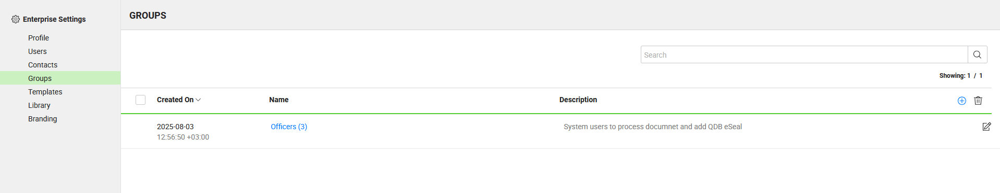 Enterprise Settings
Profile
Users
Contacts
Groups
Templates
Library
Branding
GROUPS
Search
Showing: 1 / 1
Created On Name Description
2025-08-03 Officers (3) System users to process documnet and add QDB eSeal
12:56:50 +03:00